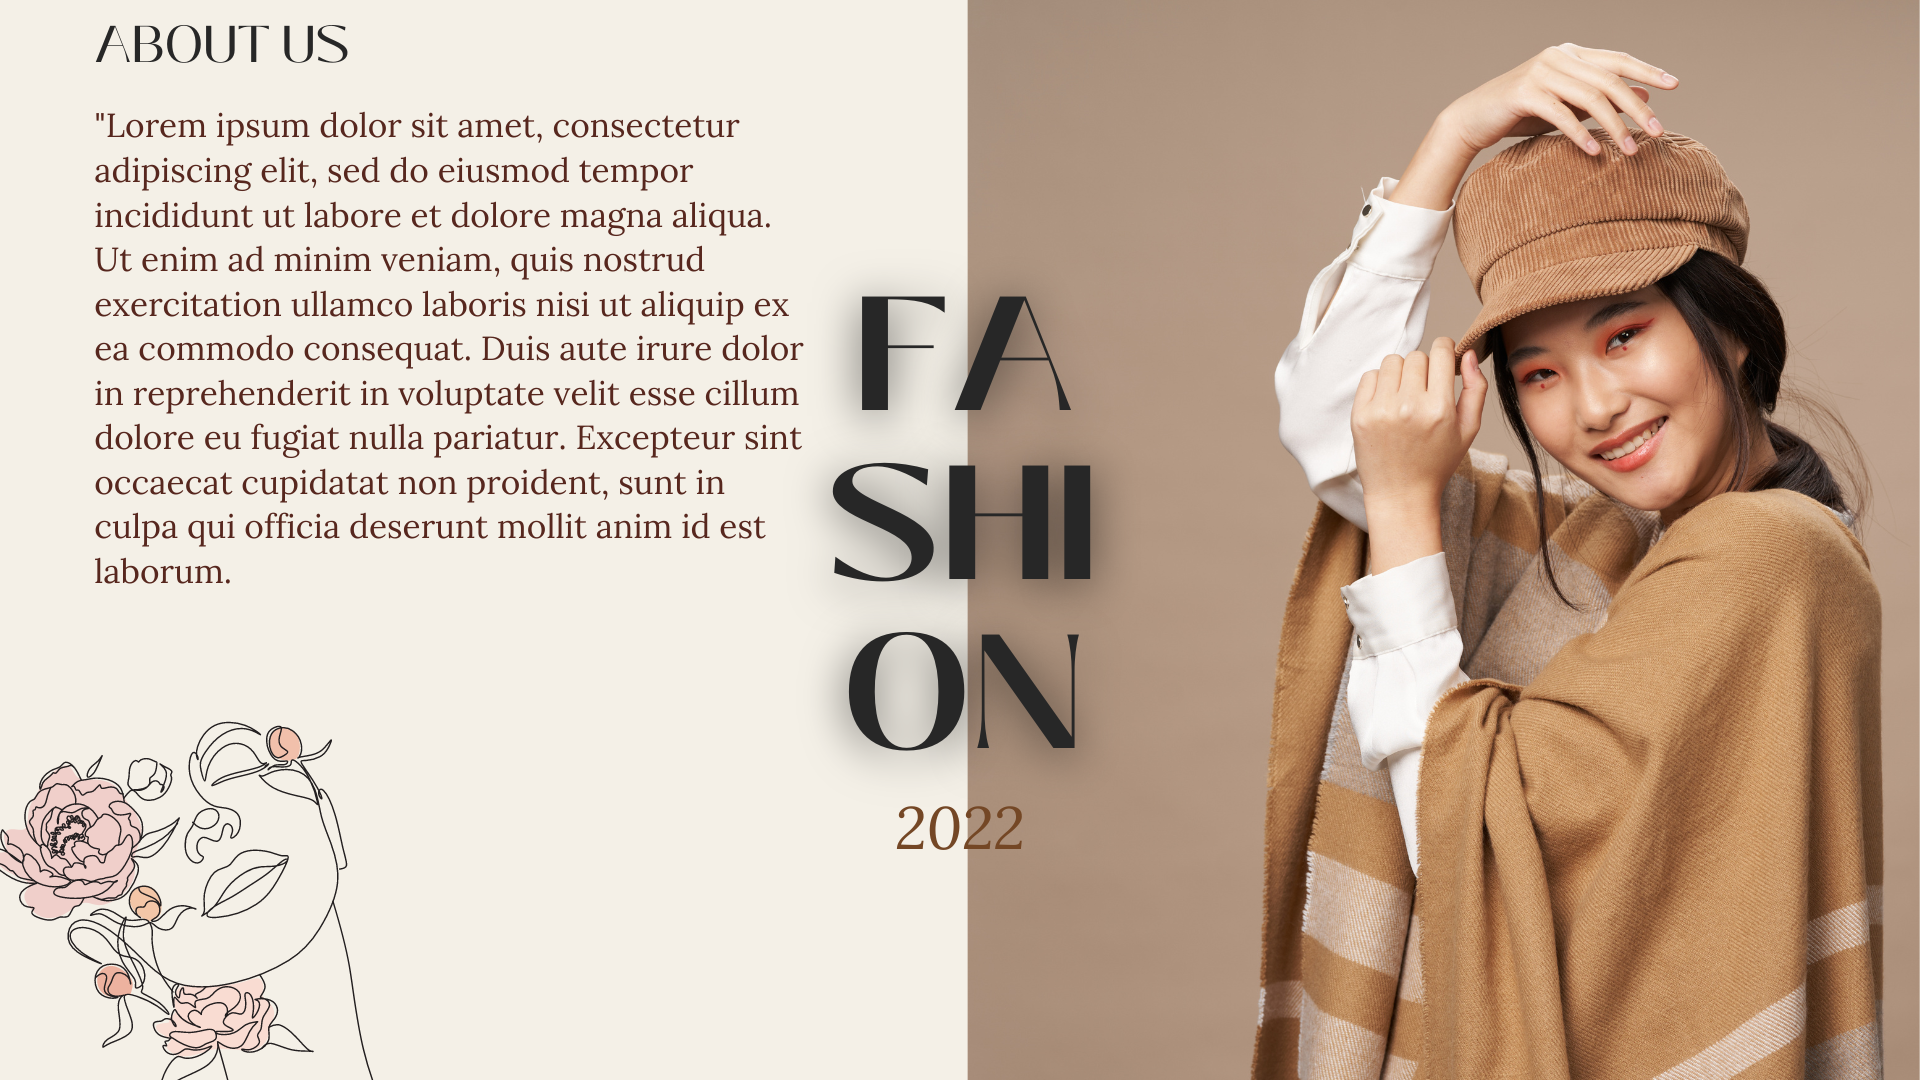 ABOUT US
"Lorem ipsum dolor sit amet, consectetur
adipiscing elit, sed do eiusmod tempor
incididunt ut labore et dolore magna aliqua.
Ut enim ad minim veniam, quis nostrud
exercitation ullamco laboris nisi ut aliquip ex
ea commodo consequat. Duis aute irure dolor
in reprehenderit in voluptate velit esse cillum
dolore eu fugiat nulla pariatur. Excepteur sint
occaecat cupidatat non proident, sunt in
culpa qui officia deserunt mollit anim id est
laborum.
FA
SHI
ON
2022